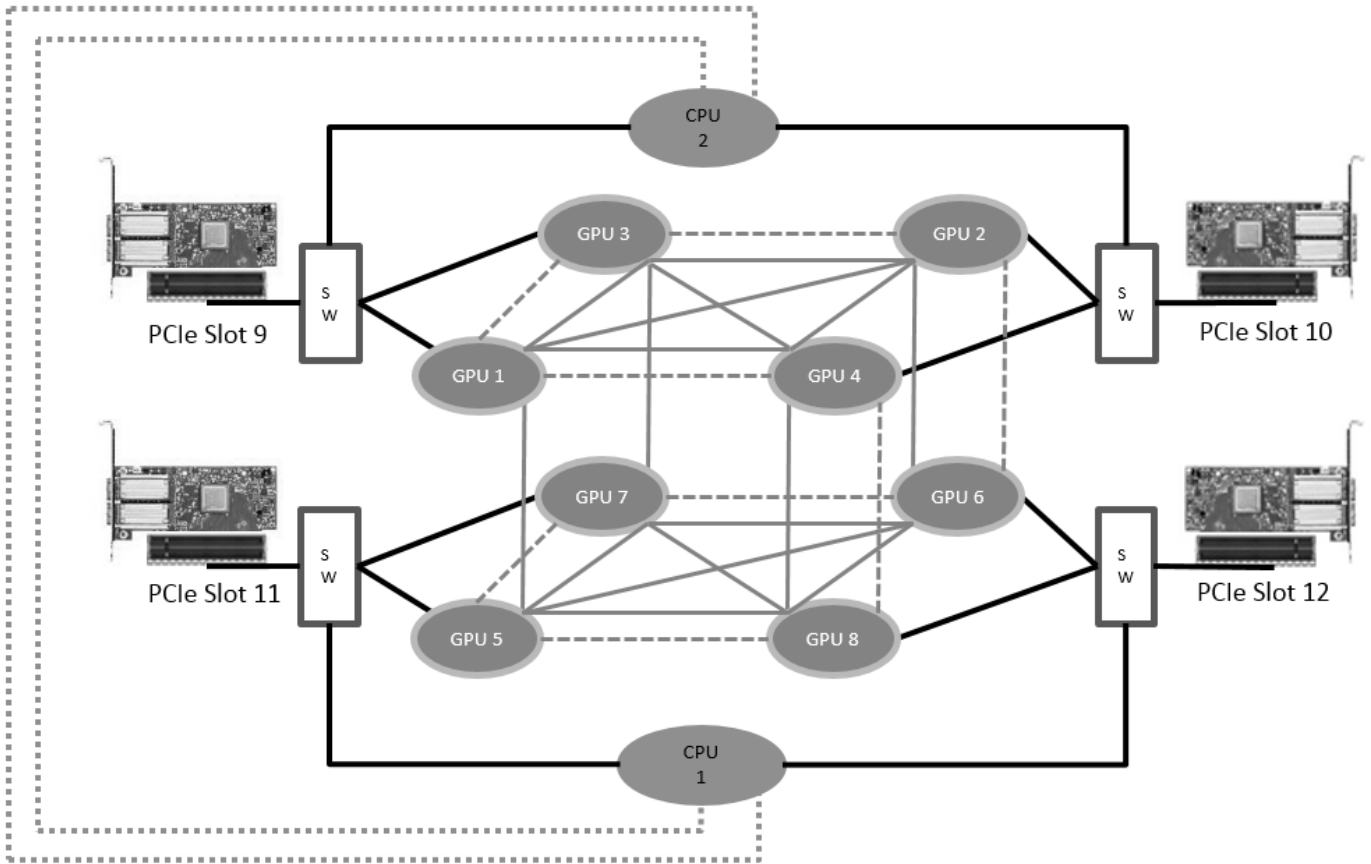 CPU
2
GPU 3
GPU 2
S
W
S
W
PCIe Slot 9
PCIe Slot 10
GPU 1
GPU 4
GPU 7
GPU 6
S
W
S
W
PCIe Slot 11
PCIe Slot 12
GPU 5
GPU 8
CPU
1